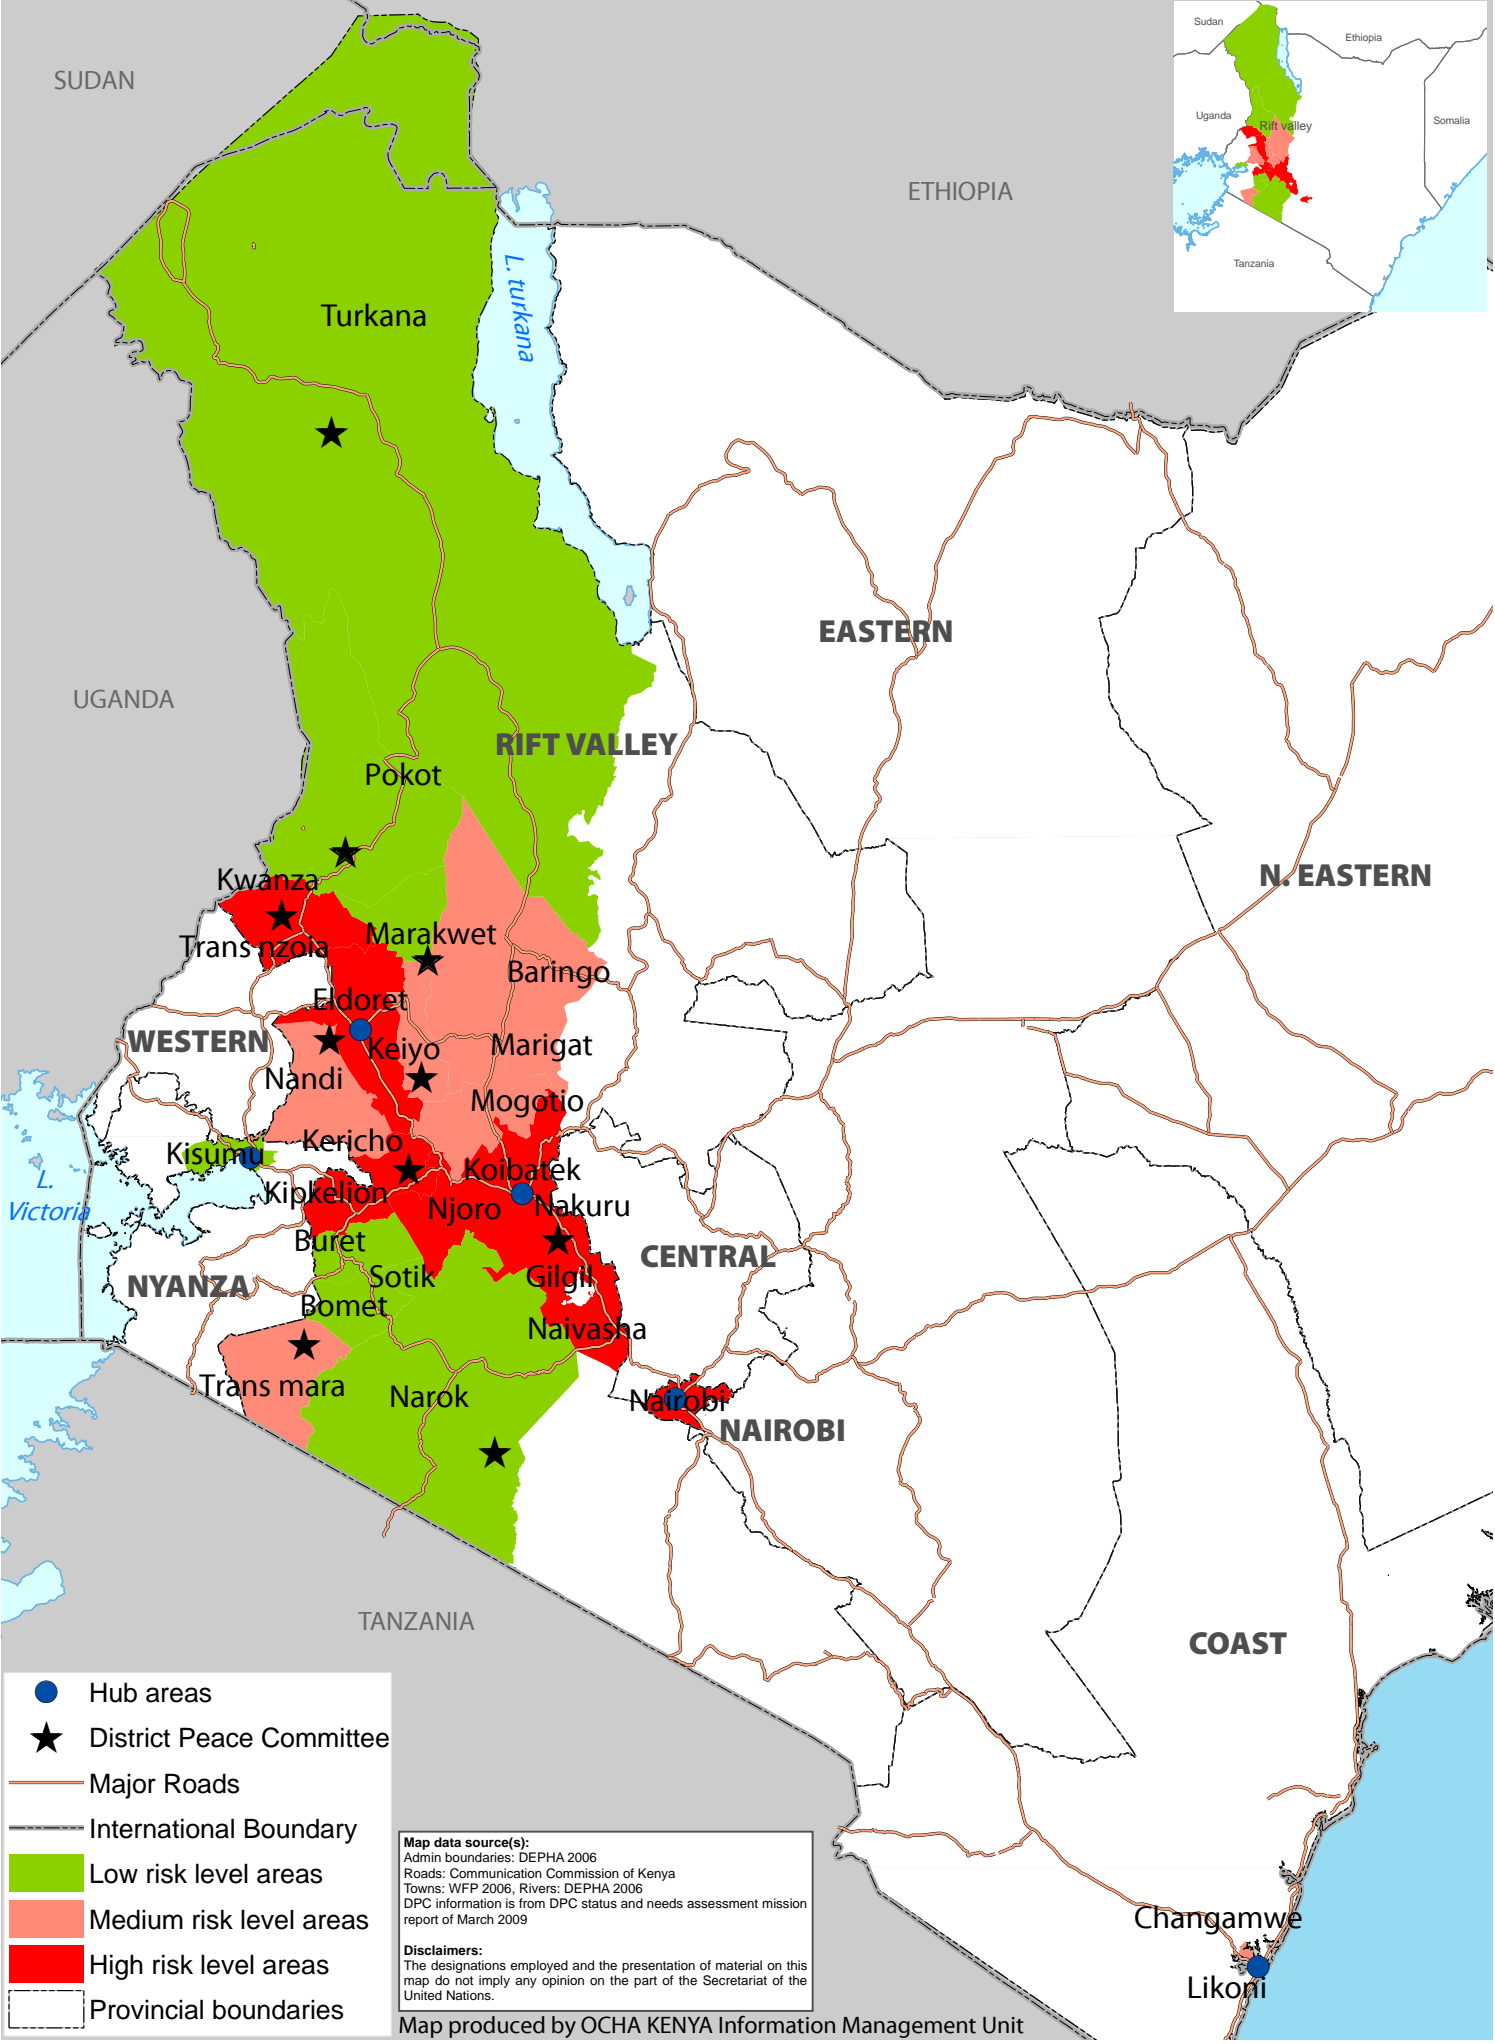 SUDAN
ETHIOPIA
Sudan
Ethiopia
Uganda
Rift valley
Somalia
Tanzania
L. turkana
Turkana
EASTERN
UGANDA
RIFT VALLEY
Pokot
Kwanza
N. EASTERN
Marakwet
Trans nzoia
Baringo
Eldoret
WESTERN
Keiyo
Marigat
Nandi
Mogotio
Kericho
Kisumu
Koibatek
L.
Victoria
Kipkelion
Njoro
Nakuru
Buret
CENTRAL
Sotik
Gilgil
NYANZA
Bomet
Naivasha
Trans mara
Narok
Nairobi
NAIROBI
TANZANIA
COAST
Changamwe
Likoni
Hub areas
District Peace Committee
Major Roads
International Boundary
Low risk level areas
Medium risk level areas
High risk level areas
Provincial boundaries
Map data source(s):
Admin boundaries: DEPHA 2006
Roads: Communication Commission of Kenya
Towns: WFP 2006, Rivers: DEPHA 2006
DPC information is from DPC status and needs assessment mission
report of March 2009
Disclaimers:
The designations employed and the presentation of material on this
map do not imply any opinion on the part of the Secretariat of the
United Nations.
Map produced by OCHA KENYA Information Management Unit